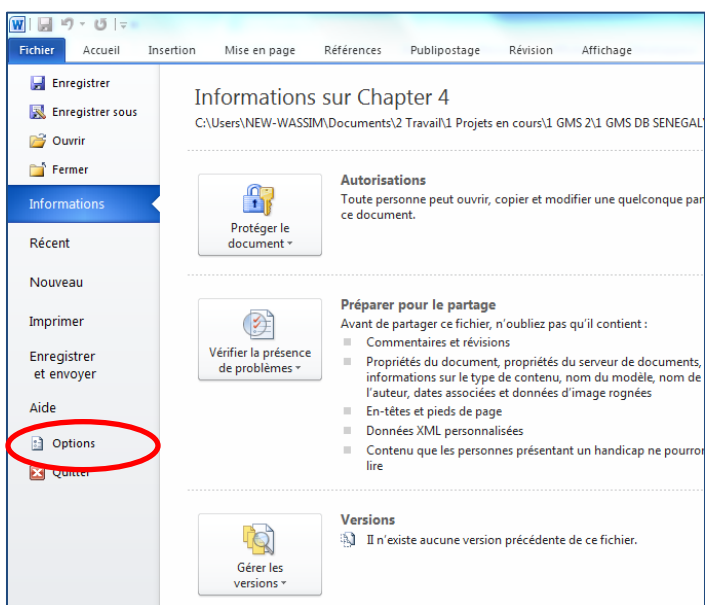 Fichier Accueil Insertion Mise en page Références Publipostage Révision Affichage
Enregistrer
Enregistrer sous
Ouvrir
Fermer
Informations
Récent
Nouveau
Imprimer
Enregistrer
et envoyer
Aide
Options
Quitter
Informations sur Chapter 4
C:\Users\NEW-WASSIM\Documents\2 Travail\1 Projets en cours\1 GMS 2\1 GMS DB SENEGAL\
Protéger le
document
Autorisations
Toute personne peut ouvrir, copier et modifier une quelconque par
ce document.
Vérifier la présence
de problèmes
Préparer pour le partage
Avant de partager ce fichier, n'oubliez pas qu'il contient :
Commentaires et révisions
Propriétés du document, propriétés du serveur de documents,
informations sur le type de contenu, nom du modèle, nom de
l'auteur, dates associées et données d'image rognées
En-têtes et pieds de page
Données XML personnalisées
Contenu que les personnes présentant un handicap ne pourron
lire
Gérer les
versions
Versions
Il n'existe aucune version précédente de ce fichier.